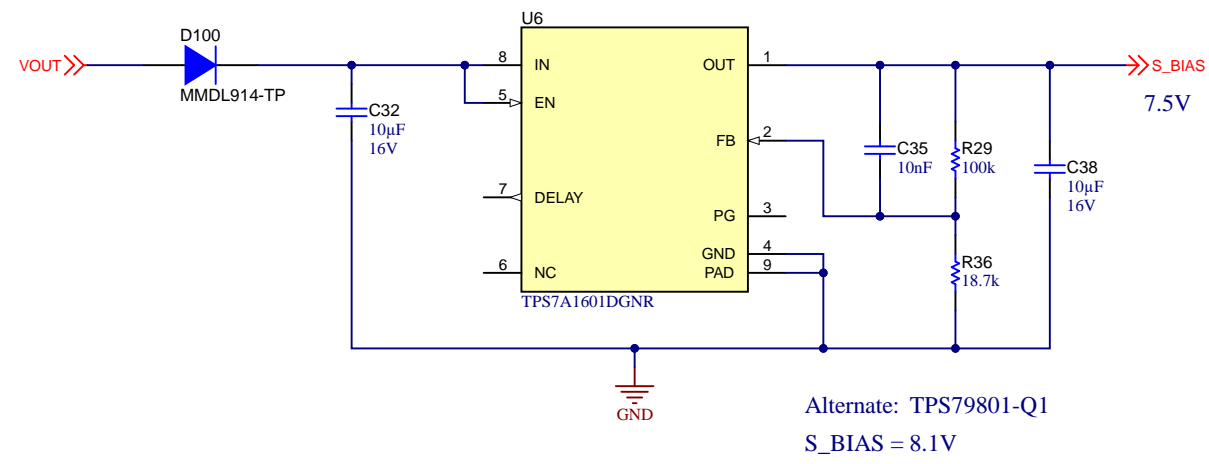 U6
D100
VOUT
MMDL914-TP
8 IN
5 EN
7 DELAY
6 NC
OUT 1
FB 2
PG 3
GND 4
PAD 9
TPS7A1601DGNR
C32
10µF
16V
C35
10nF
R29
100k
C38
10µF
16V
R36
18.7k
S_BIAS
7.5V
GND
Alternate: TPS79801-Q1
S_BIAS = 8.1V